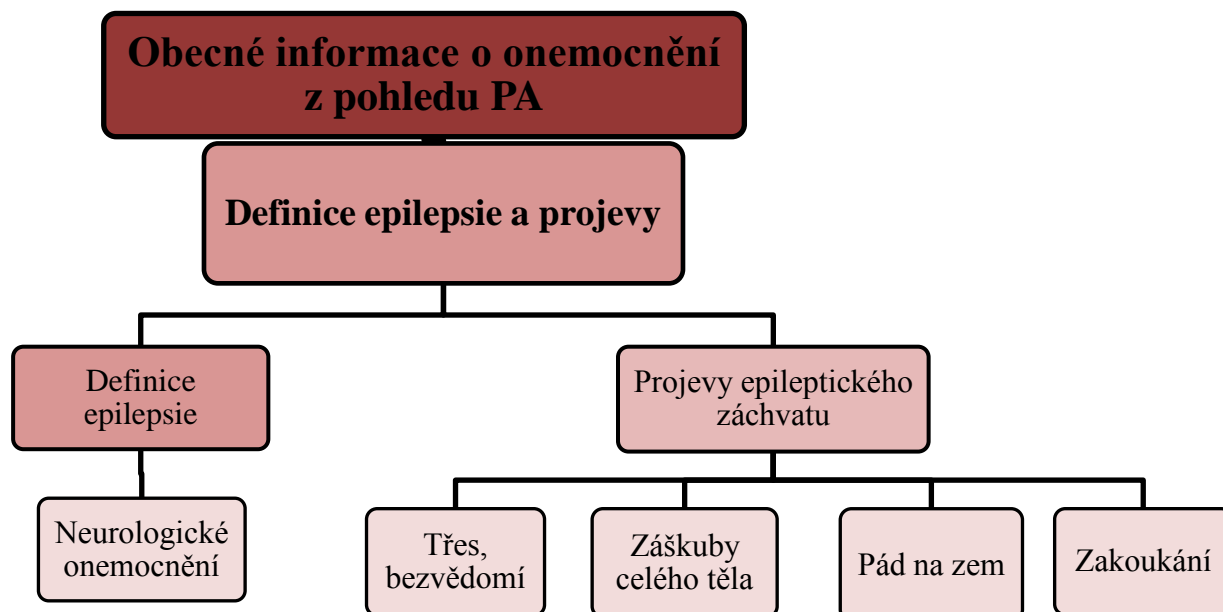 Obecné informace o onemocnění
z pohledu PA
Definice epilepsie a projevy
Definice
epilepsie
Projevy epileptického
záchvatu
Neurologické
onemocnění
Třes,
bezvědomí
Záškuby
celého těla
Pád na zem
Zakoukání